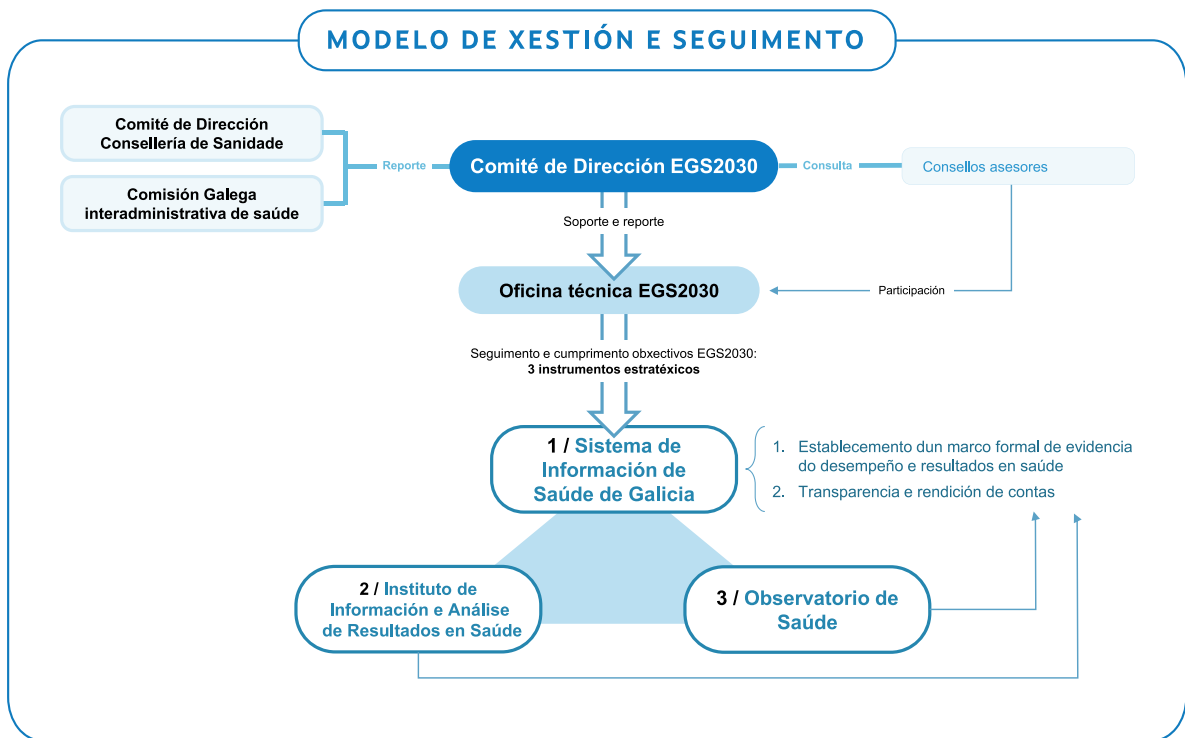 MODELO DE XESTIÓN E SEGUIMENTO
Comité de Dirección
Consellería de Sanidade
Comisión Galega
interadministrativa de saúde
Reporte
Comité de Dirección EGS2030
Consulta
Consellos asesores
Soporte e reporte
Oficina técnica EGS2030
Participación
Seguimento e cumprimento obxectivos EGS2030:
3 instrumentos estratéxicos
1 / Sistema de
Información de
Saúde de Galicia
1. Establecemento dun marco formal de evidencia
do desempeño e resultados en saúde
2. Transparencia e rendición de contas
2 / Instituto de
Información e Análise
de Resultados en Saúde
3 / Observatorio de
Saúde